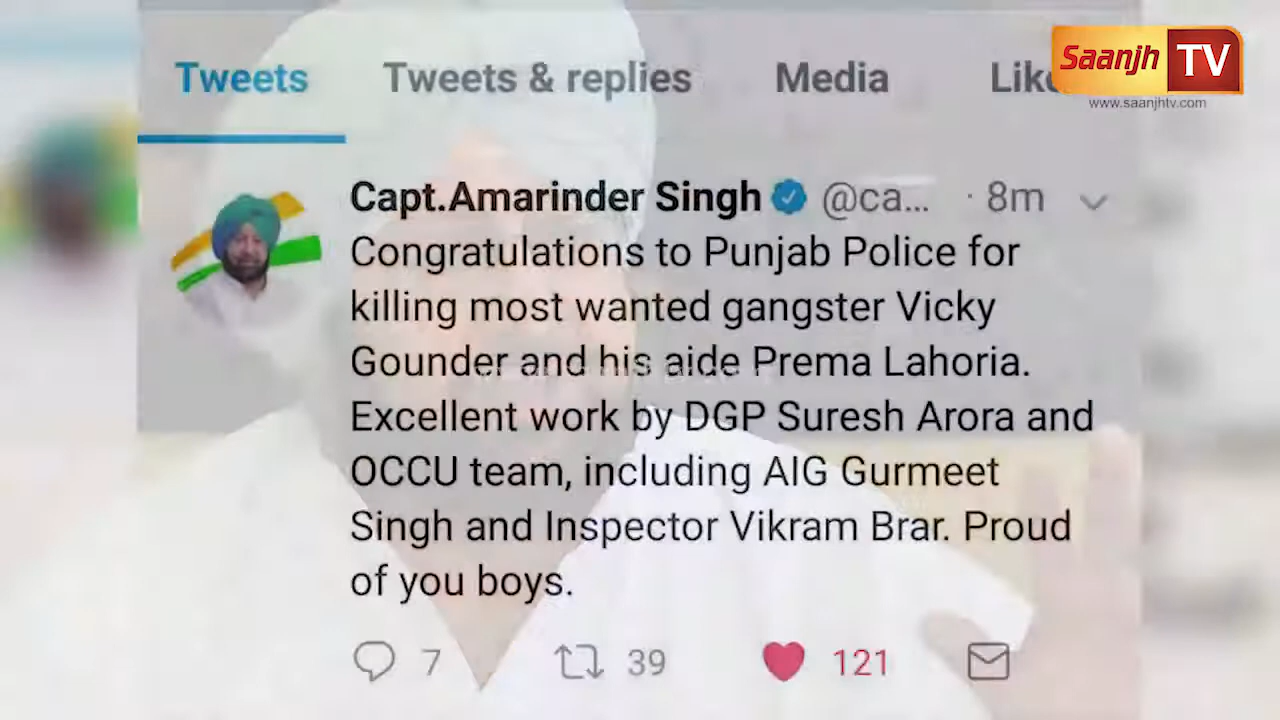 Saanjh TV
www.saanjhtv.com
Tweets Tweets & replies Media Like
Capt.Amarinder Singh @ca... · 8m
Congratulations to Punjab Police for
killing most wanted gangster Vicky
Gounder and his aide Prema Lahoria.
Excellent work by DGP Suresh Arora and
OCCU team, including AIG Gurmeet
Singh and Inspector Vikram Brar. Proud
of you boys.
7 39 121